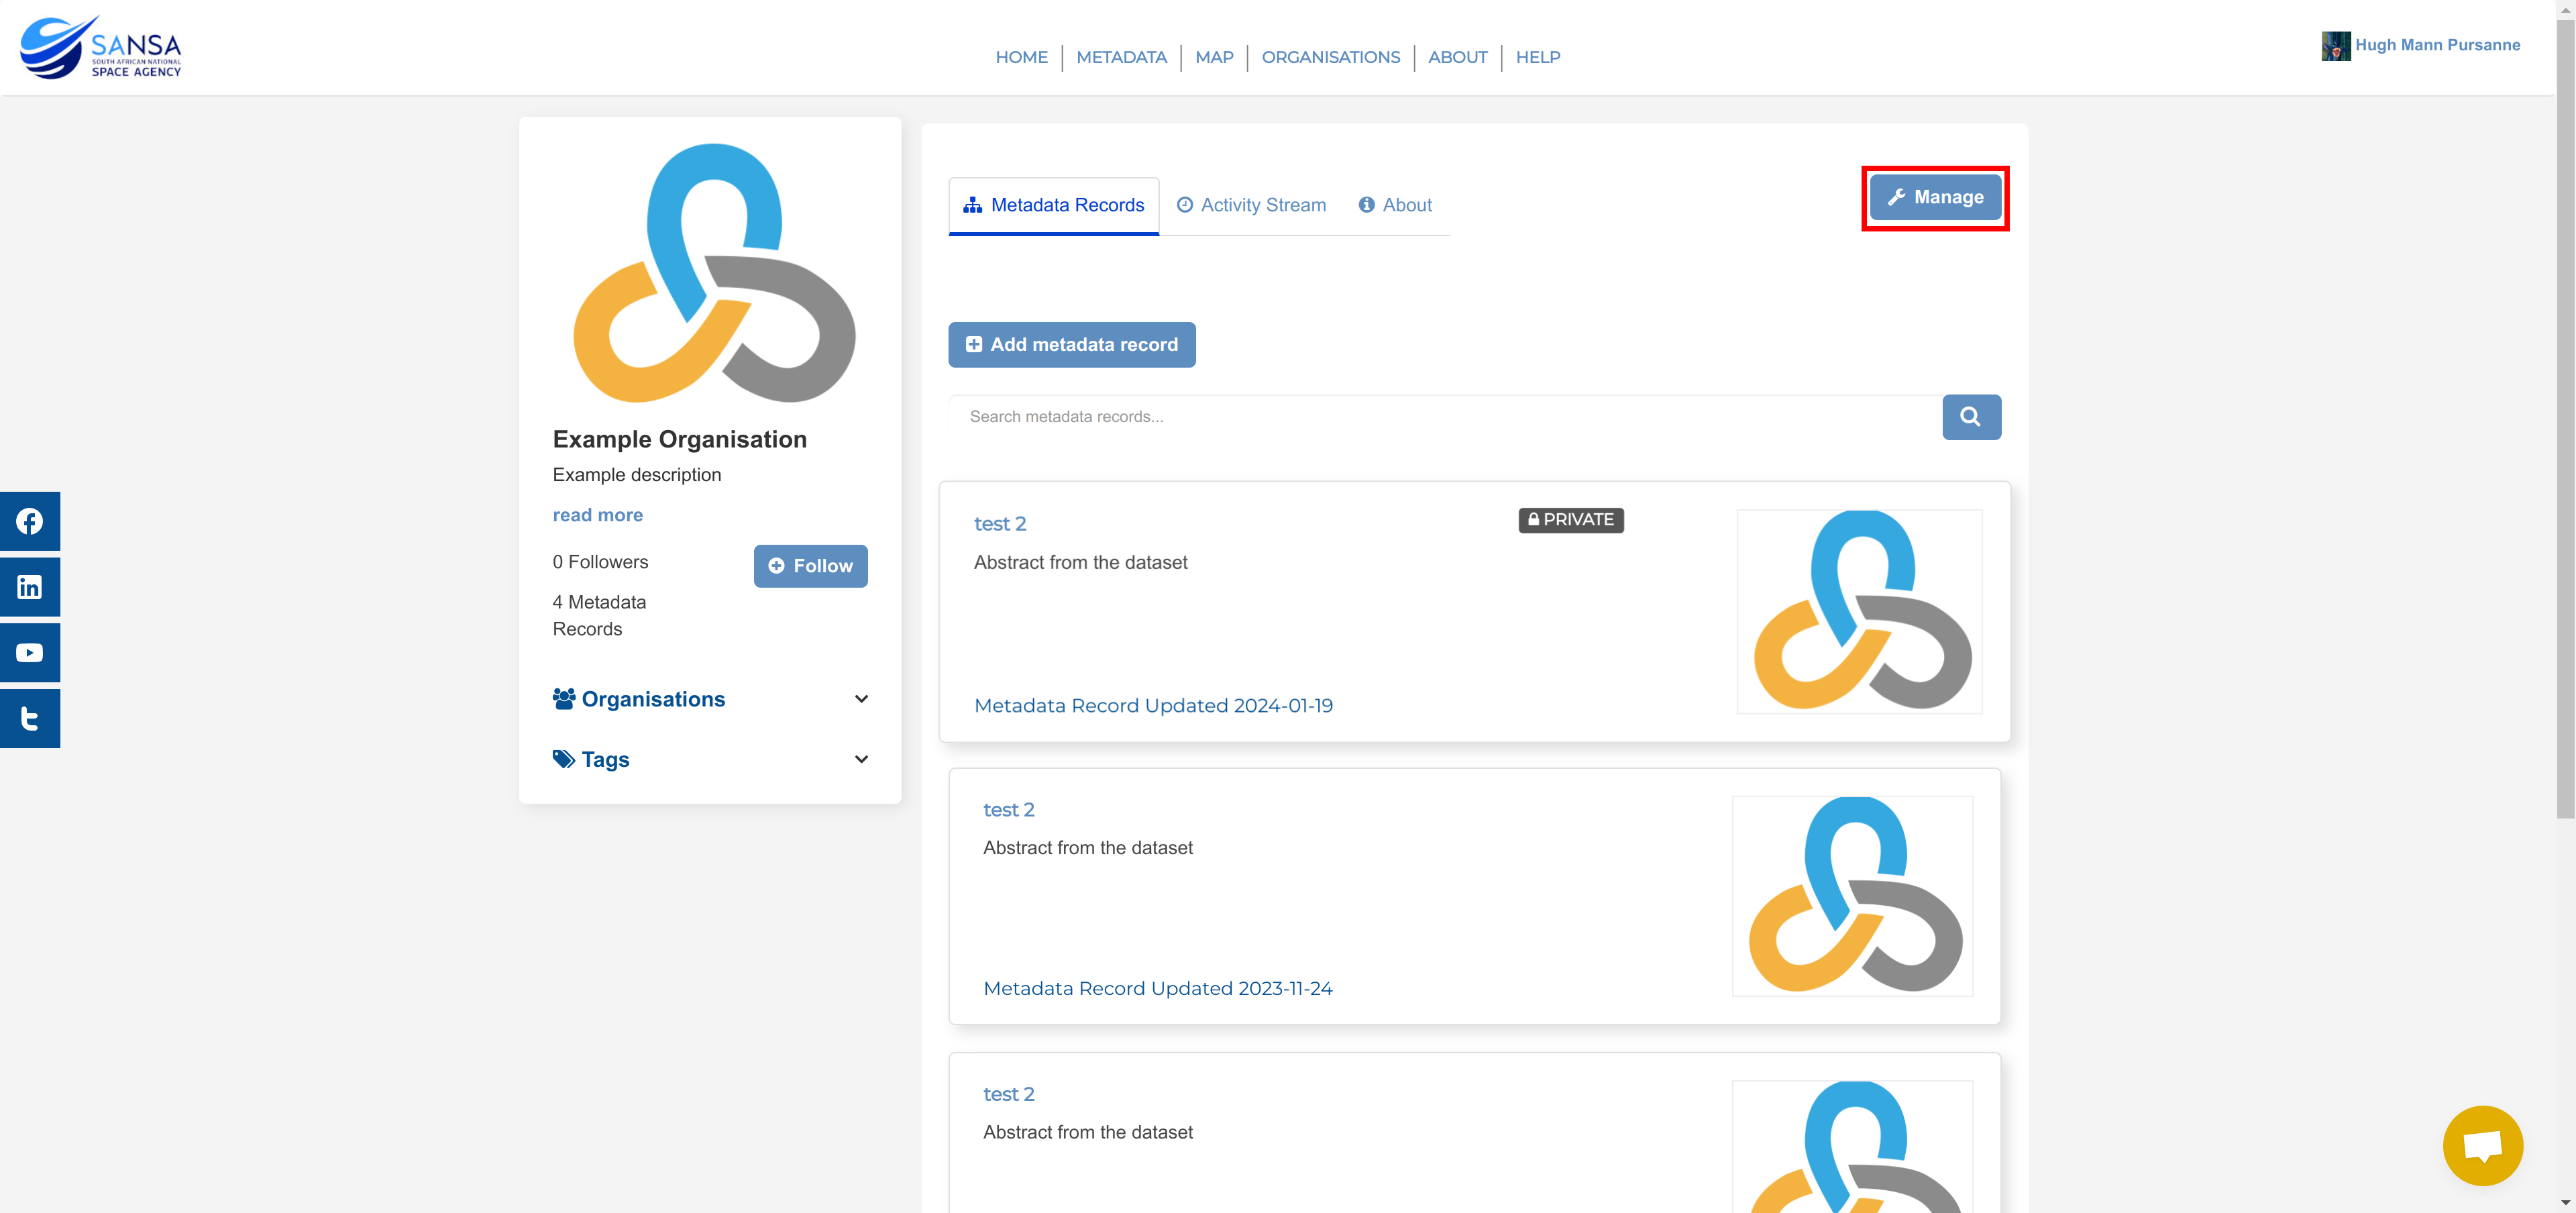 SANSA
SOUTH AFRICAN NATIONAL
SPACE AGENCY
HOME
METADATA
MAP
ORGANISATIONS
ABOUT
HELP
Hugh Mann Pursanne
Example Organisation
Example description
read more
0 Followers
Follow
4 Metadata
Records
Organisations
Tags
Metadata Records
Activity Stream
About
Manage
Add metadata record
Search metadata records...
test 2
PRIVATE
Abstract from the dataset
Metadata Record Updated 2024-01-19
test 2
Abstract from the dataset
Metadata Record Updated 2023-11-24
test 2
Abstract from the dataset